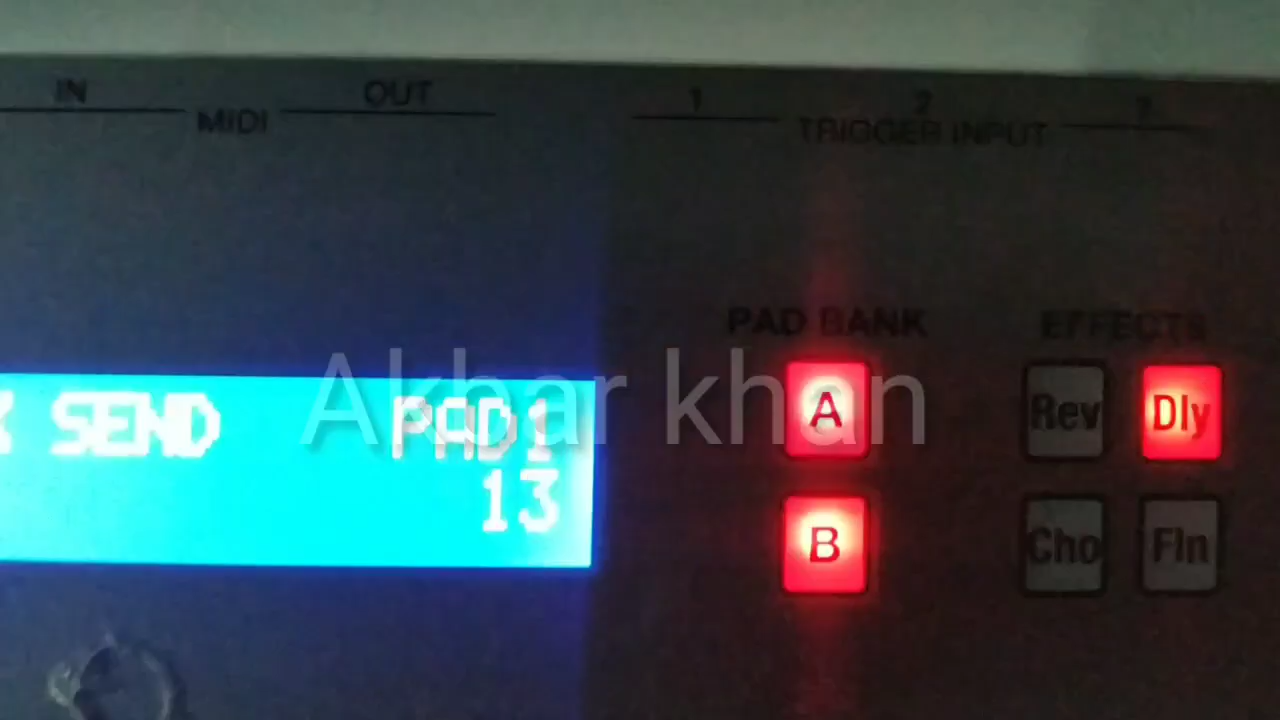 IN OUT
MIDI
1 2
TRIGGER INPUT
PAD BANK EFFECTS
Akbar khan
SEND PAD1
13
A Rev Dly
B Cho Fln